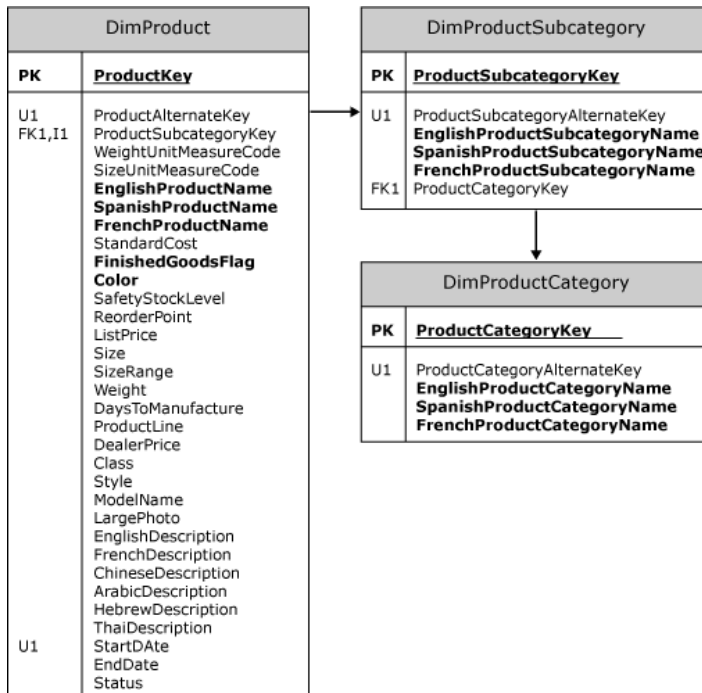 DimProduct
PK ProductKey
U1 ProductAlternateKey
FK1,I1 ProductSubcategoryKey
WeightUnitMeasureCode
SizeUnitMeasureCode
EnglishProductName
SpanishProductName
FrenchProductName
StandardCost
FinishedGoodsFlag
Color
SafetyStockLevel
ReorderPoint
ListPrice
Size
SizeRange
Weight
DaysToManufacture
ProductLine
DealerPrice
Class
Style
ModelName
LargePhoto
EnglishDescription
FrenchDescription
ChineseDescription
ArabicDescription
HebrewDescription
ThaiDescription
U1 StartDAte
EndDate
Status
DimProductSubcategory
PK ProductSubcategoryKey
U1 ProductSubcategoryAlternateKey
EnglishProductSubcategoryName
SpanishProductSubcategoryName
FrenchProductSubcategoryName
FK1 ProductCategoryKey
DimProductCategory
PK ProductCategoryKey
U1 ProductCategoryAlternateKey
EnglishProductCategoryName
SpanishProductCategoryName
FrenchProductCategoryName